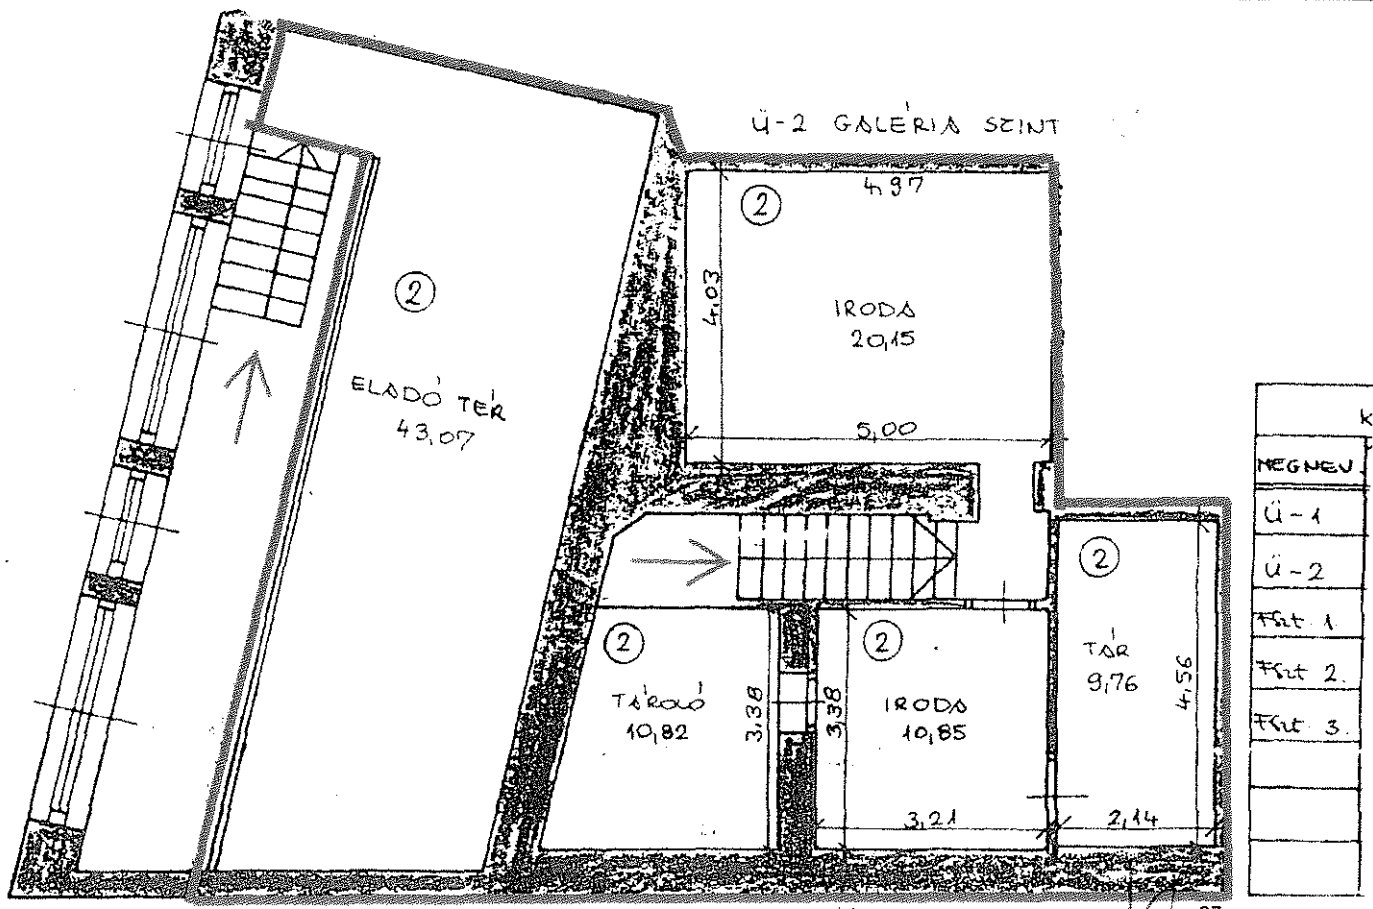 Ü-2 GALÉRIA SZINT
2
4,97
4,03
IRODA
20,15
5,00
2
ELADÓ TÉR
43,07
2
TÁROLÓ
10,82
3,38
2
3,38
IRODA
10,85
3,21
2
TÁR
9,76
4,56
2,14
K
MEGNEV.
Ü-1
Ü-2
Fszt. 1.
Fszt 2.
Fszt 3.